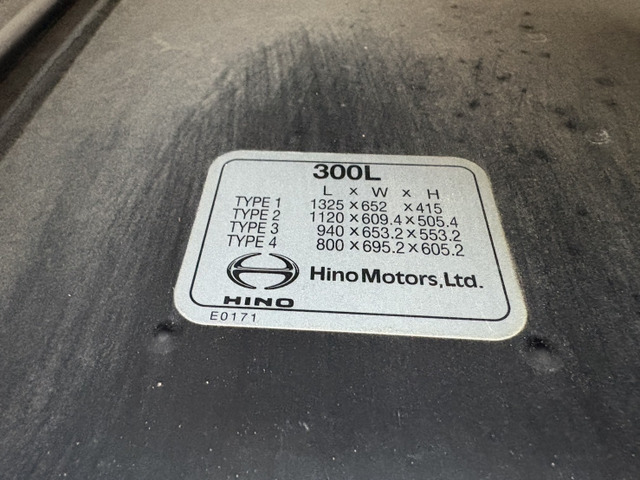 300L
L × W × H
TYPE 1 1325×652 ×415
TYPE 2 1120×609.4×505.4
TYPE 3 940×653.2×553.2
TYPE 4 800×695.2×605.2
HINO Hino Motors, Ltd.
E0171